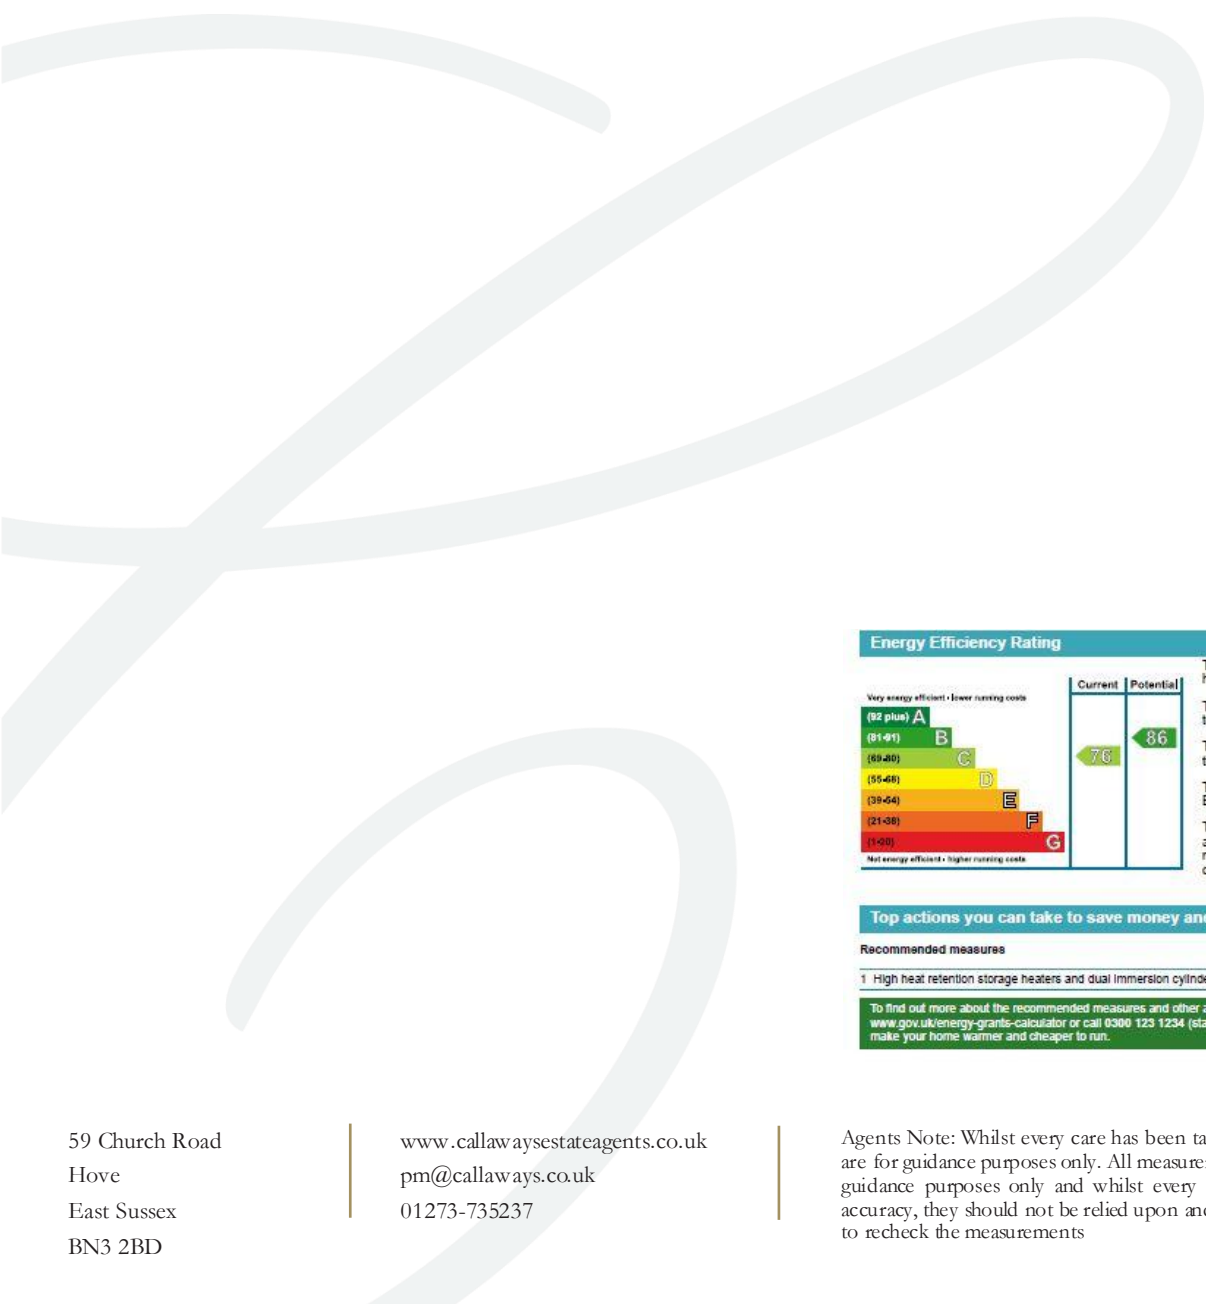 Energy Efficiency Rating
Current Potential
Very energy efficient • lower running costs
(92 plus) A
(81-91) B
(69-80) C
(55-68) D
(39-54) E
(21-38) F
(1-20) G
Not energy efficient • higher running costs
76
86
Top actions you can take to save money and
Recommended measures
1 High heat retention storage heaters and dual immersion
To find out more about the recommended measures and other
www.gov.uk/energy-grants-calculator or call 0300 123 1234
make your home warmer and cheaper to run.
59 Church Road
Hove
East Sussex
BN3 2BD
www.callawaysestateagents.co.uk
pm@callaways.co.uk
01273-735237
Agents Note: Whilst every care has been
are for guidance purposes only. All
guidance purposes only and whilst every
accuracy, they should not be relied upon
to recheck the measurements